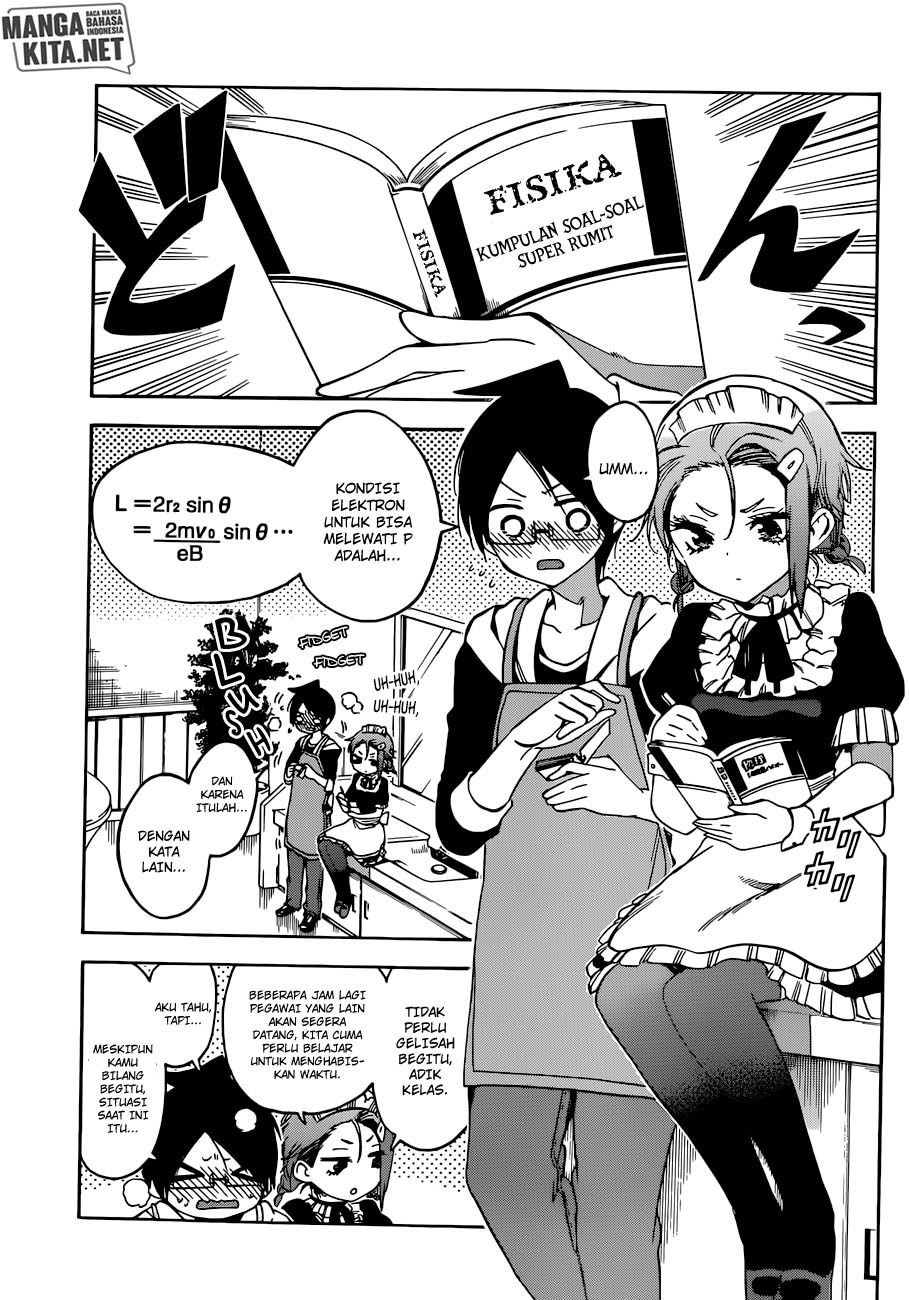 MANGA
KITA.NET
BACA MANGA
BAHASA
INDONESIA
ドンっ
FISIKA
FISIKA
KUMPULAN SOAL-SOAL
SUPER RUMIT
UMM...
KONDISI
ELEKTRON
UNTUK BISA
MELEWATI P
ADALAH...
L = 2r₂ sin θ
= 2mv₀/eB sin θ ...
BLUSH
FIDGET
FIDGET
UH-HUH,
UH-HUH,
DAN
KARENA
ITULAH...
DENGAN
KATA
LAIN...
カリ
カリ
TIDAK
PERLU
GELISAH
BEGITU,
ADIK
KELAS.
BEBERAPA JAM LAGI
PEGAWAI YANG LAIN
AKAN SEGERA
DATANG, KITA CUMA
PERLU BELAJAR
UNTUK MENGHABIS-
KAN WAKTU.
AKU TAHU,
TAPI...
MESKIPUN
KAMU
BILANG
BEGITU,
SITUASI
SAAT INI
ITU...